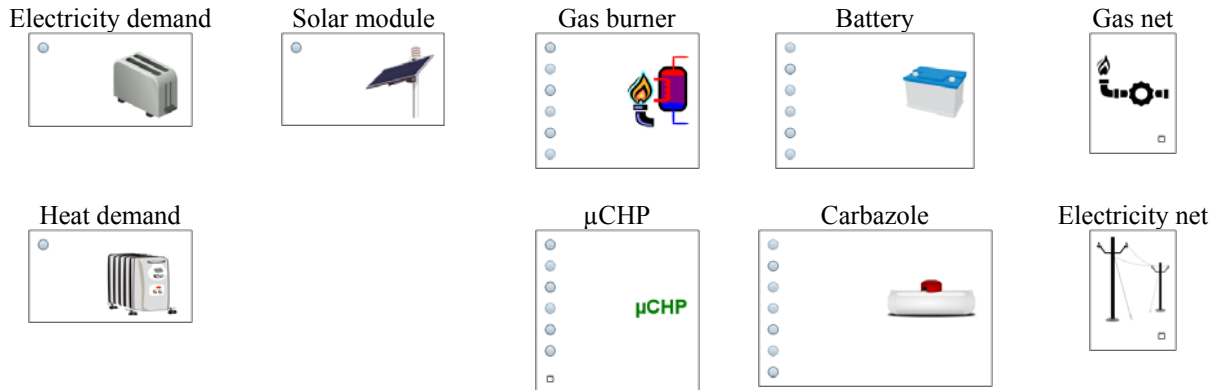 Electricity demand
Solar module
Gas burner
Battery
Gas net
Heat demand
µCHP
Carbazole
Electricity net
µCHP